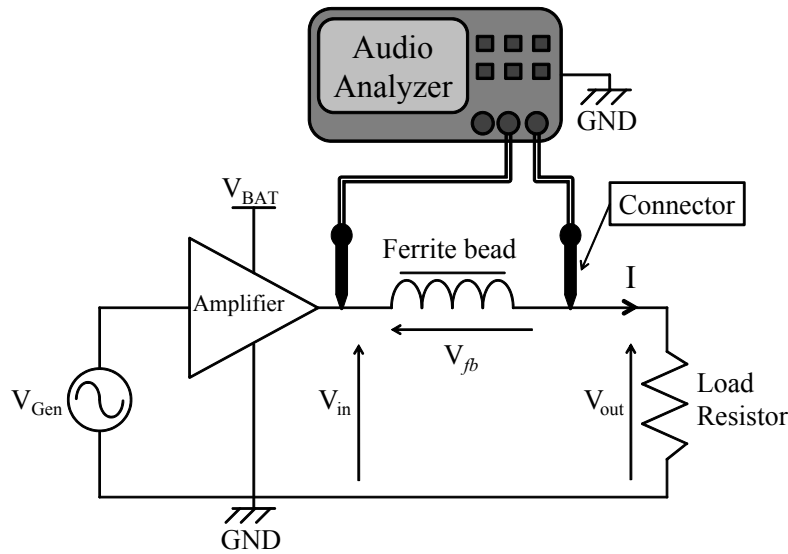 Audio
Analyzer
GND
V_BAT
Connector
Ferrite bead
I
Amplifier
V_fb
V_Gen
V_in
V_out
Load
Resistor
GND